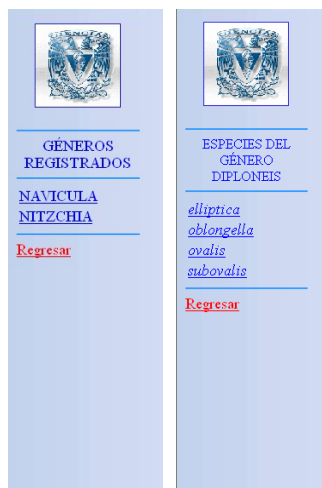 GÉNEROS
REGISTRADOS
NAVICULA
NITZCHIA
Regresar
ESPECIES DEL
GÉNERO
DIPLONEIS
elliptica
oblongella
ovalis
subovalis
Regresar